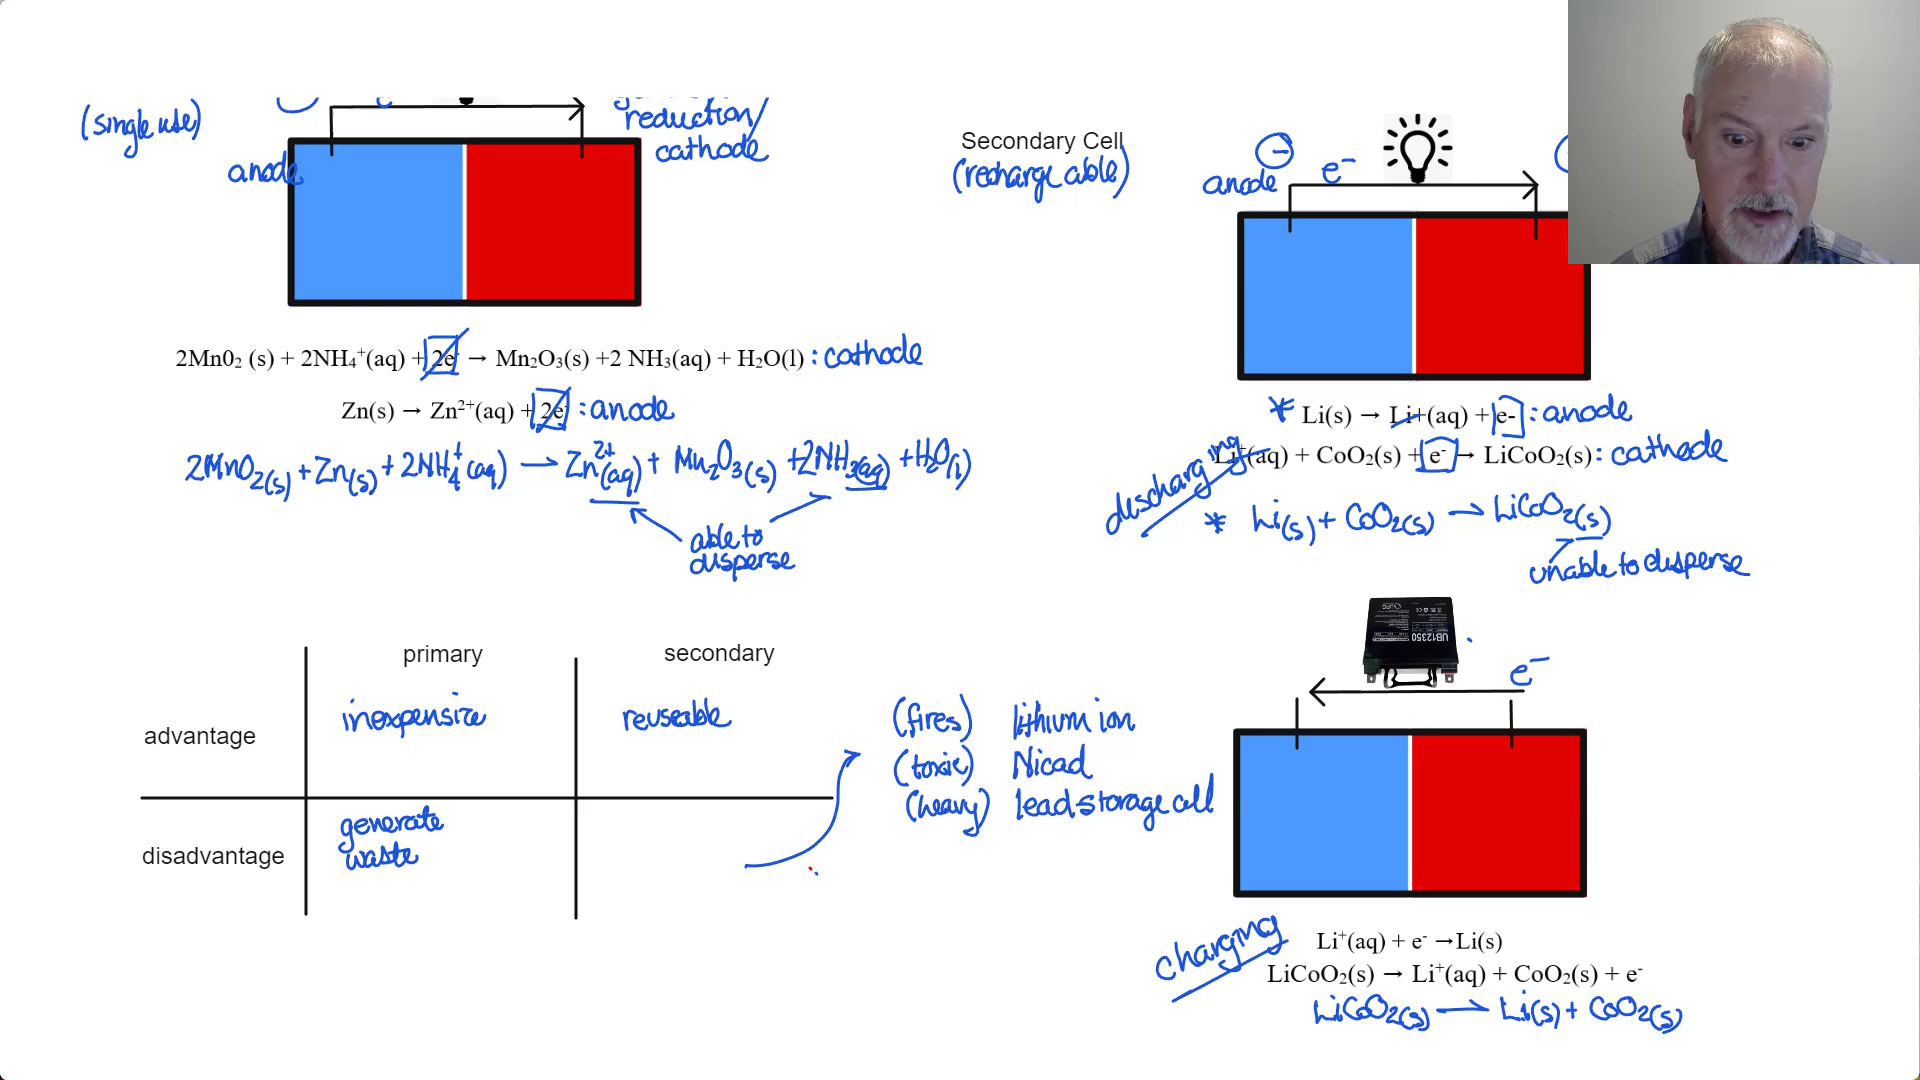 (single use)
reduction/
cathode
anode
2Mn0₂ (s) + 2NH₄⁺(aq) + 2e → Mn₂O₃(s) +2 NH₃(aq) + H₂O(l) : cathode
Zn(s) → Zn²⁺(aq) + 2e : anode
2MnO₂(s) + Zn(s) + 2NH₄⁺(aq) → Zn²⁺(aq) + Mn₂O₃(s) + 2NH₃(aq) + H₂O(l)
able to
disperse
primary
secondary
advantage
inexpensive
reuseable
disadvantage
generate
waste
(fires) lithium ion
(toxic) Nicad
(heavy) lead storage cell
Secondary Cell
(rechargeable)
−
anode
e⁻
* Li(s) → Li+(aq) + e- : anode
Li⁺(aq) + CoO₂(s) + e⁻ → LiCoO₂(s) : cathode
discharging
* Li(s) + CoO₂(s) → LiCoO₂(s)
unable to disperse
UB12350
e⁻
charging
Li⁺(aq) + e⁻ →Li(s)
LiCoO₂(s) → Li⁺(aq) + CoO₂(s) + e⁻
LiCoO₂(s) → Li(s) + CoO₂(s)